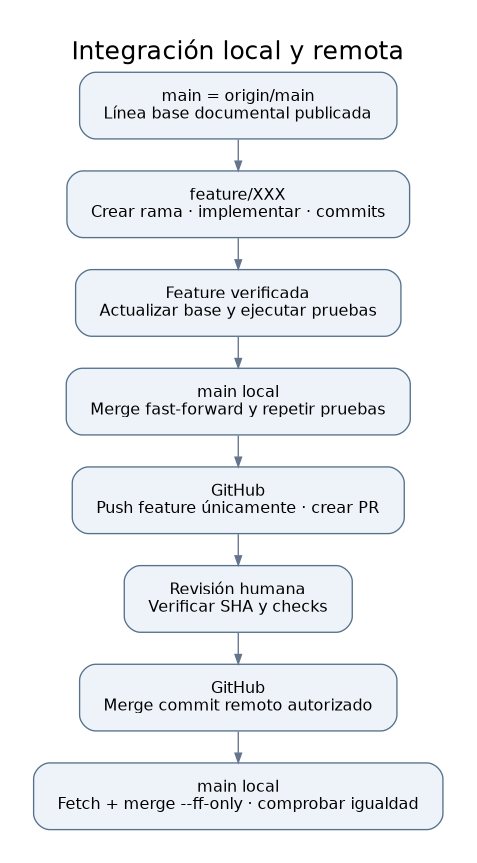 Integración local y remota
main = origin/main
Línea base documental publicada
feature/XXX
Crear rama · implementar · commits
Feature verificada
Actualizar base y ejecutar pruebas
main local
Merge fast-forward y repetir pruebas
GitHub
Push feature únicamente · crear PR
Revisión humana
Verificar SHA y checks
GitHub
Merge commit remoto autorizado
main local
Fetch + merge --ff-only · comprobar igualdad